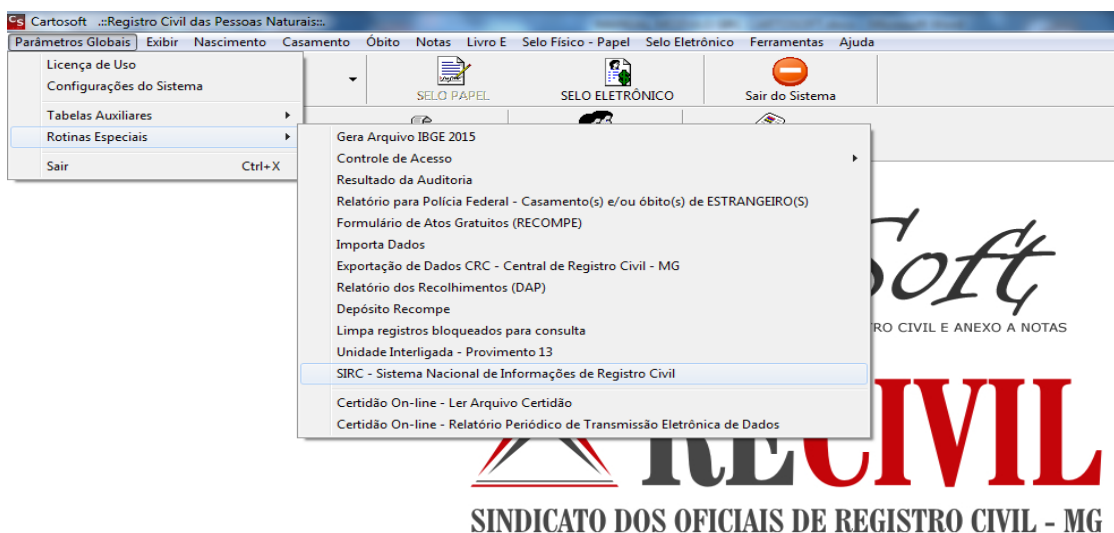 Cs Cartosoft .::Registro Civil das Pessoas Naturais::.
Parâmetros Globais Exibir Nascimento Casamento Óbito Notas Livro E Selo Físico - Papel Selo Eletrônico Ferramentas Ajuda
Licença de Uso
Configurações do Sistema
Tabelas Auxiliares
Rotinas Especiais
Sair Ctrl+X
SELO PAPEL SELO ELETRÔNICO Sair do Sistema
Gera Arquivo IBGE 2015
Controle de Acesso
Resultado da Auditoria
Relatório para Polícia Federal - Casamento(s) e/ou óbito(s) de ESTRANGEIRO(S)
Formulário de Atos Gratuitos (RECOMPE)
Importa Dados
Exportação de Dados CRC - Central de Registro Civil - MG
Relatório dos Recolhimentos (DAP)
Depósito Recompe
Limpa registros bloqueados para consulta
Unidade Interligada - Provimento 13
SIRC - Sistema Nacional de Informações de Registro Civil
Certidão On-line - Ler Arquivo Certidão
Certidão On-line - Relatório Periódico de Transmissão Eletrônica de Dados
Soft
RO CIVIL E ANEXO A NOTAS
RECIVIL
SINDICATO DOS OFICIAIS DE REGISTRO CIVIL - MG